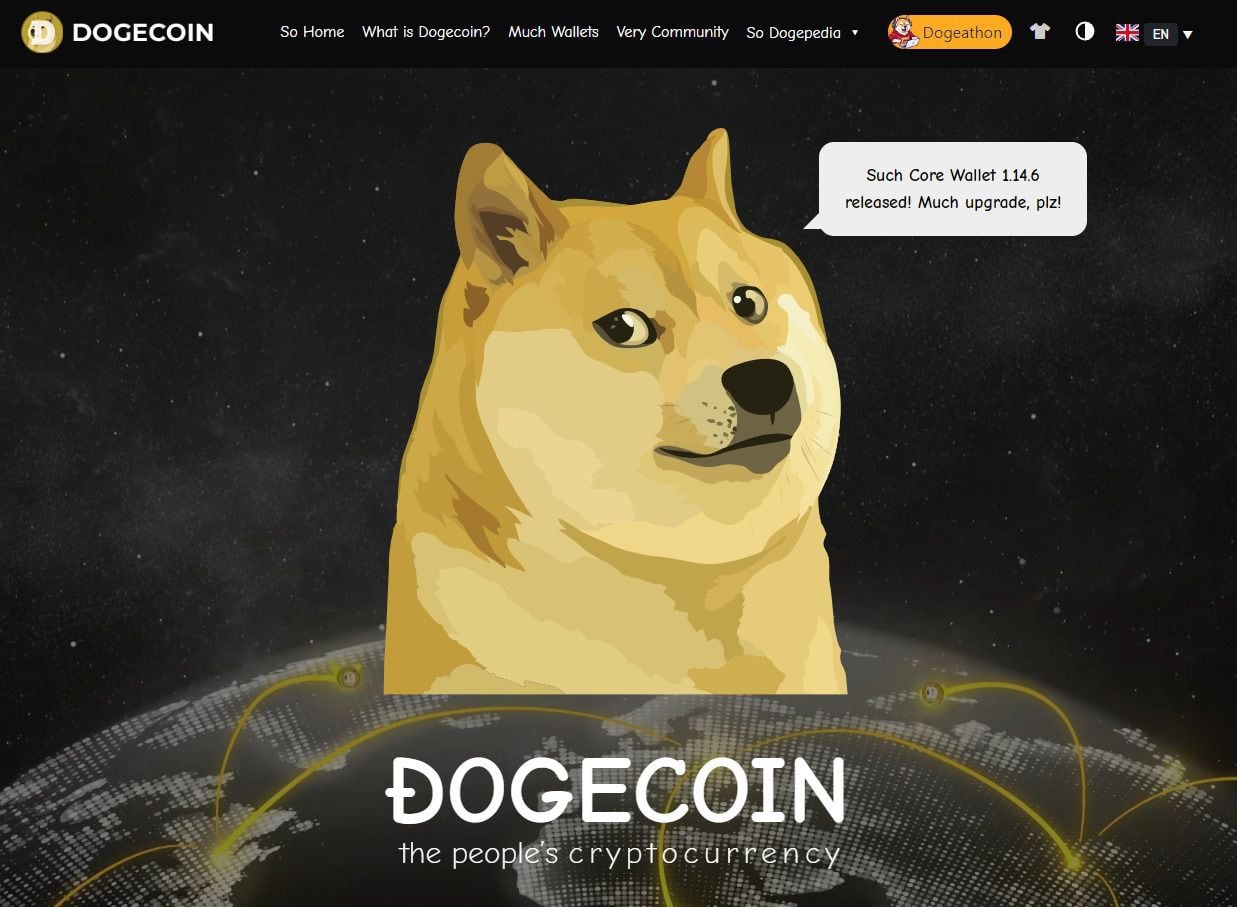 DOGECOIN
So Home
What is Dogecoin?
Much Wallets
Very Community
So Dogepedia
Dogeathon
EN
Such Core Wallet 1.14.6
released! Much upgrade, plz!
ÐOGECOIN
the people's cryptocurrency